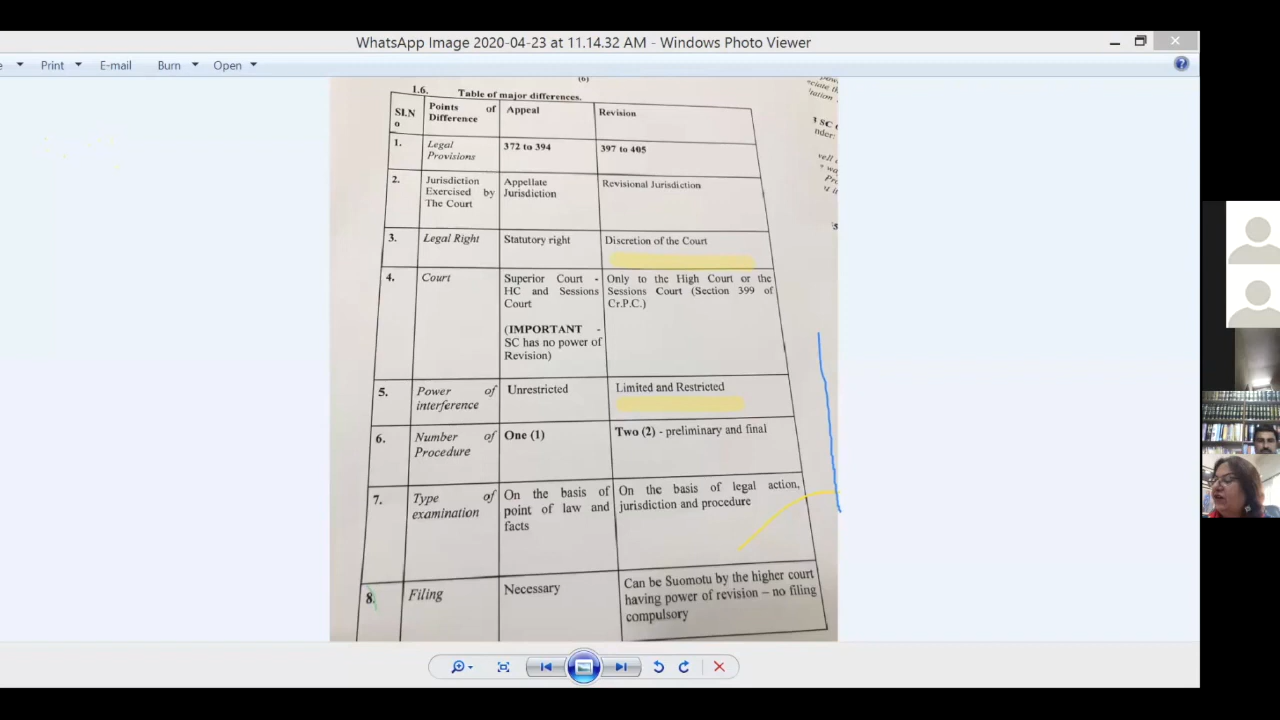 WhatsApp Image 2020-04-23 at 11.14.32 AM - Windows Photo Viewer
Print E-mail Burn Open
(6)
1.6. Table of major differences.
SI.N
o
Points of
Difference
Appeal
Revision
1.
Legal
Provisions
372 to 394
397 to 405
2.
Jurisdiction
Exercised by
The Court
Appellate
Jurisdiction
Revisional Jurisdiction
3.
Legal Right
Statutory right
Discretion of the Court
4.
Court
Superior Court -
HC and Sessions
Court
(IMPORTANT -
SC has no power of
Revision)
Only to the High Court or the
Sessions Court (Section 399 of
Cr.P.C.)
5.
Power of
interference
Unrestricted
Limited and Restricted
6.
Number of
Procedure
One (1)
Two (2) - preliminary and final
7.
Type of
examination
On the basis of
point of law and
facts
On the basis of legal action,
jurisdiction and procedure
8.
Filing
Necessary
Can be Suomotu by the higher court
having power of revision – no filing
compulsory